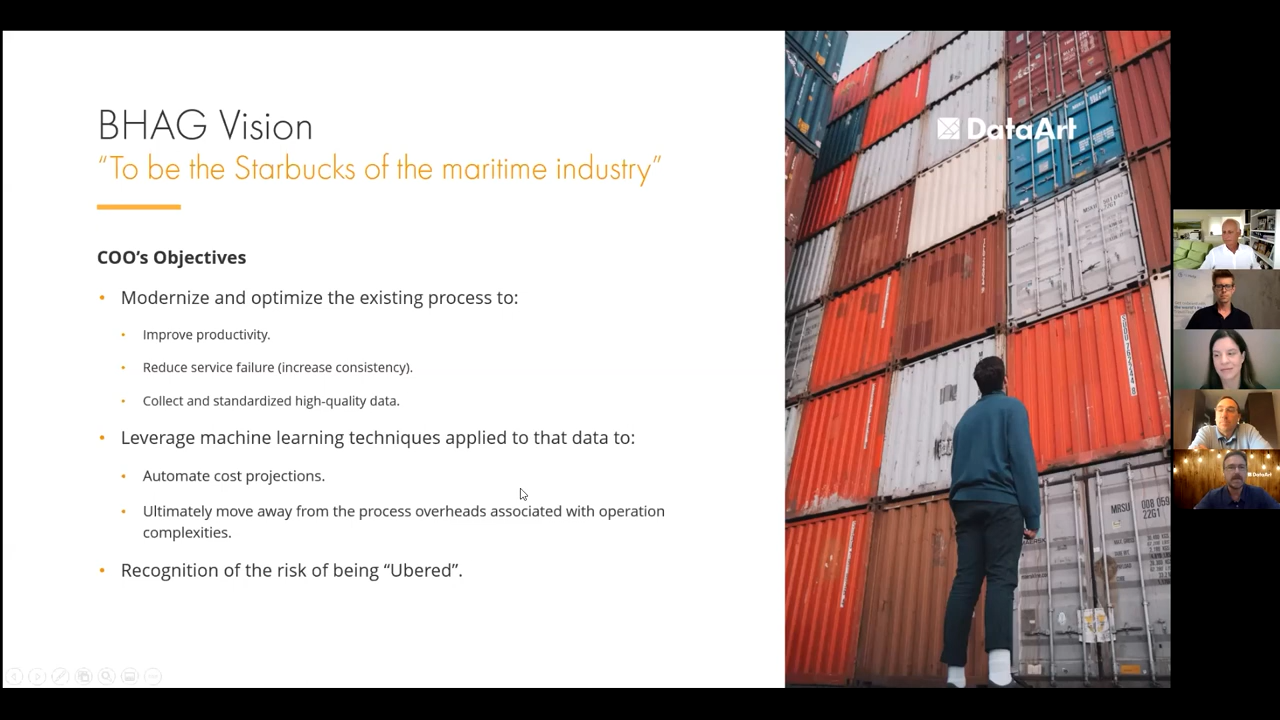 BHAG Vision
“To be the Starbucks of the maritime industry”
COO’s Objectives
• Modernize and optimize the existing process to:
• Improve productivity.
• Reduce service failure (increase consistency).
• Collect and standardized high-quality data.
• Leverage machine learning techniques applied to that data to:
• Automate cost projections.
• Ultimately move away from the process overheads associated with operation
complexities.
• Recognition of the risk of being “Ubered”.
DataArt
MRSU
22G1
DataArt